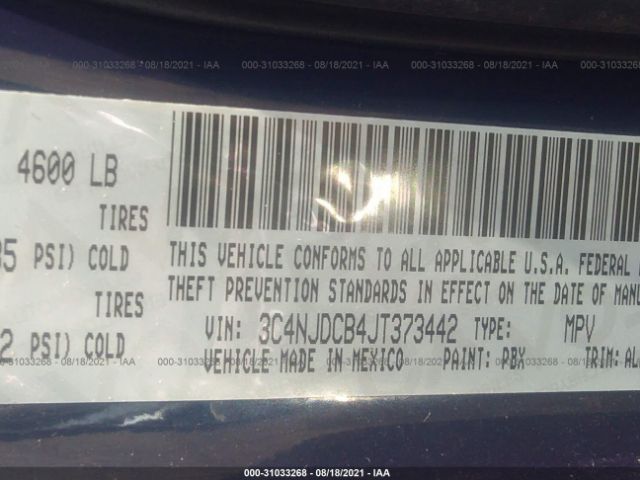 000-31033268 - 08/18/2021 - IAA 000-31033268 - 08/18/2021 - IAA 000-31033268 - 08/18/2021 - IAA
4600 LB
TIRES
35 PSI) COLD
TIRES
2 PSI) COLD
THIS VEHICLE CONFORMS TO ALL APPLICABLE U.S.A. FEDERAL
THEFT PREVENTION STANDARDS IN EFFECT ON THE DATE OF MANU
VIN: 3C4NJDCB4JT373442 TYPE: MPV
VEHICLE MADE IN MEXICO PAINT: PBX TRIM:
000-31033268 - 08/18/2021 - IAA 000-31033268 - 08/18/2021 - IAA
000-31033268 - 08/18/2021 - IAA